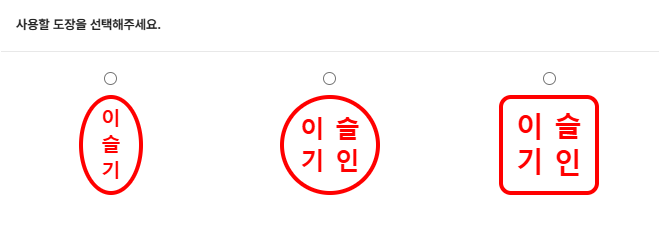 사용할 도장을 선택해주세요.
이
슬
기
이 슬
기 인
이 슬
기 인